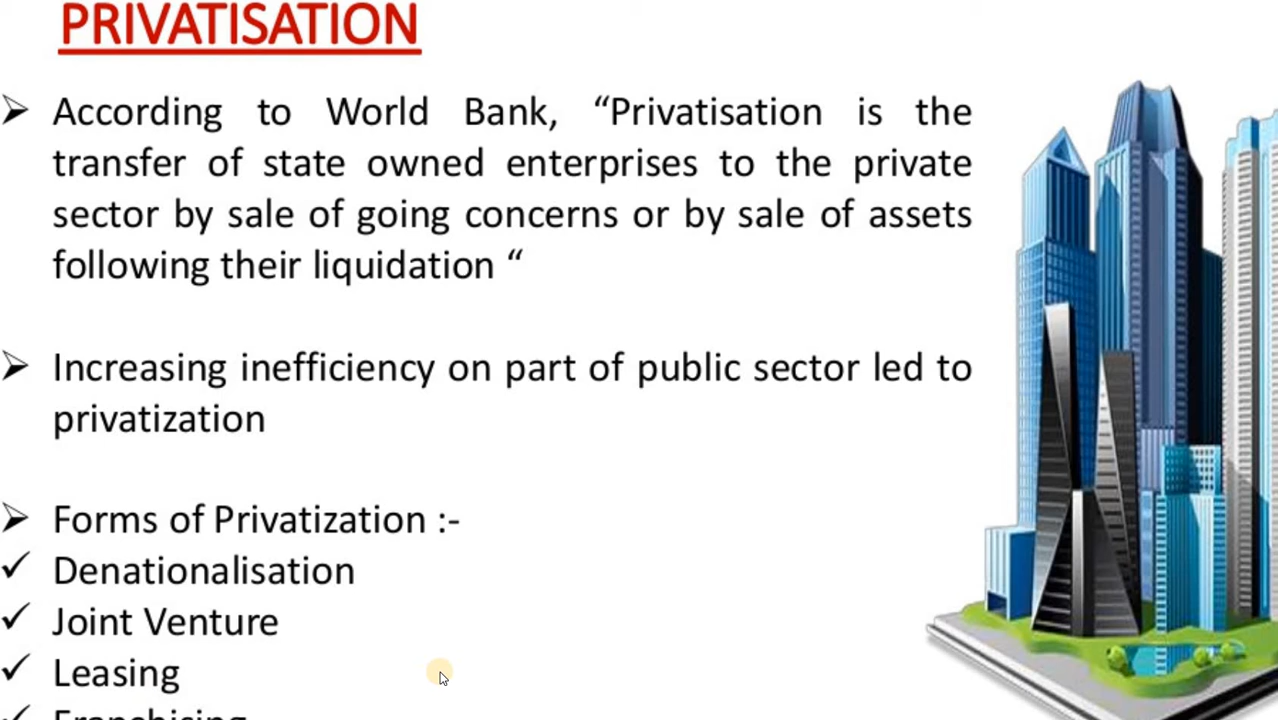 PRIVATISATION
➢ According to World Bank, “Privatisation is the
transfer of state owned enterprises to the private
sector by sale of going concerns or by sale of assets
following their liquidation “
➢ Increasing inefficiency on part of public sector led to
privatization
➢ Forms of Privatization :-
✓ Denationalisation
✓ Joint Venture
✓ Leasing
✓ Franchising